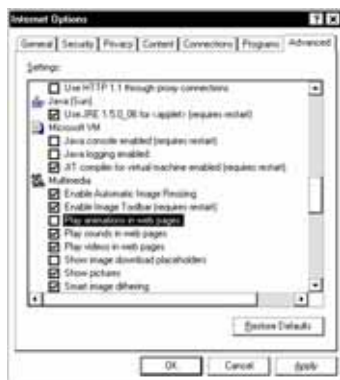 Internet Options
General Security Privacy Content Connections Programs Advanced
Settings:
Use HTTP 1.1 through proxy connections
Java (Sun)
Use JRE 1.5.0_06 for <applet> (requires restart)
Microsoft VM
Java console enabled (requires restart)
Java logging enabled
JIT compiler for virtual machine enabled (requires restart)
Multimedia
Enable Automatic Image Resizing
Enable Image Toolbar (requires restart)
Play animations in web pages
Play sounds in web pages
Play videos in web pages
Show image download placeholders
Show pictures
Smart image dithering
Restore Defaults
OK Cancel Apply